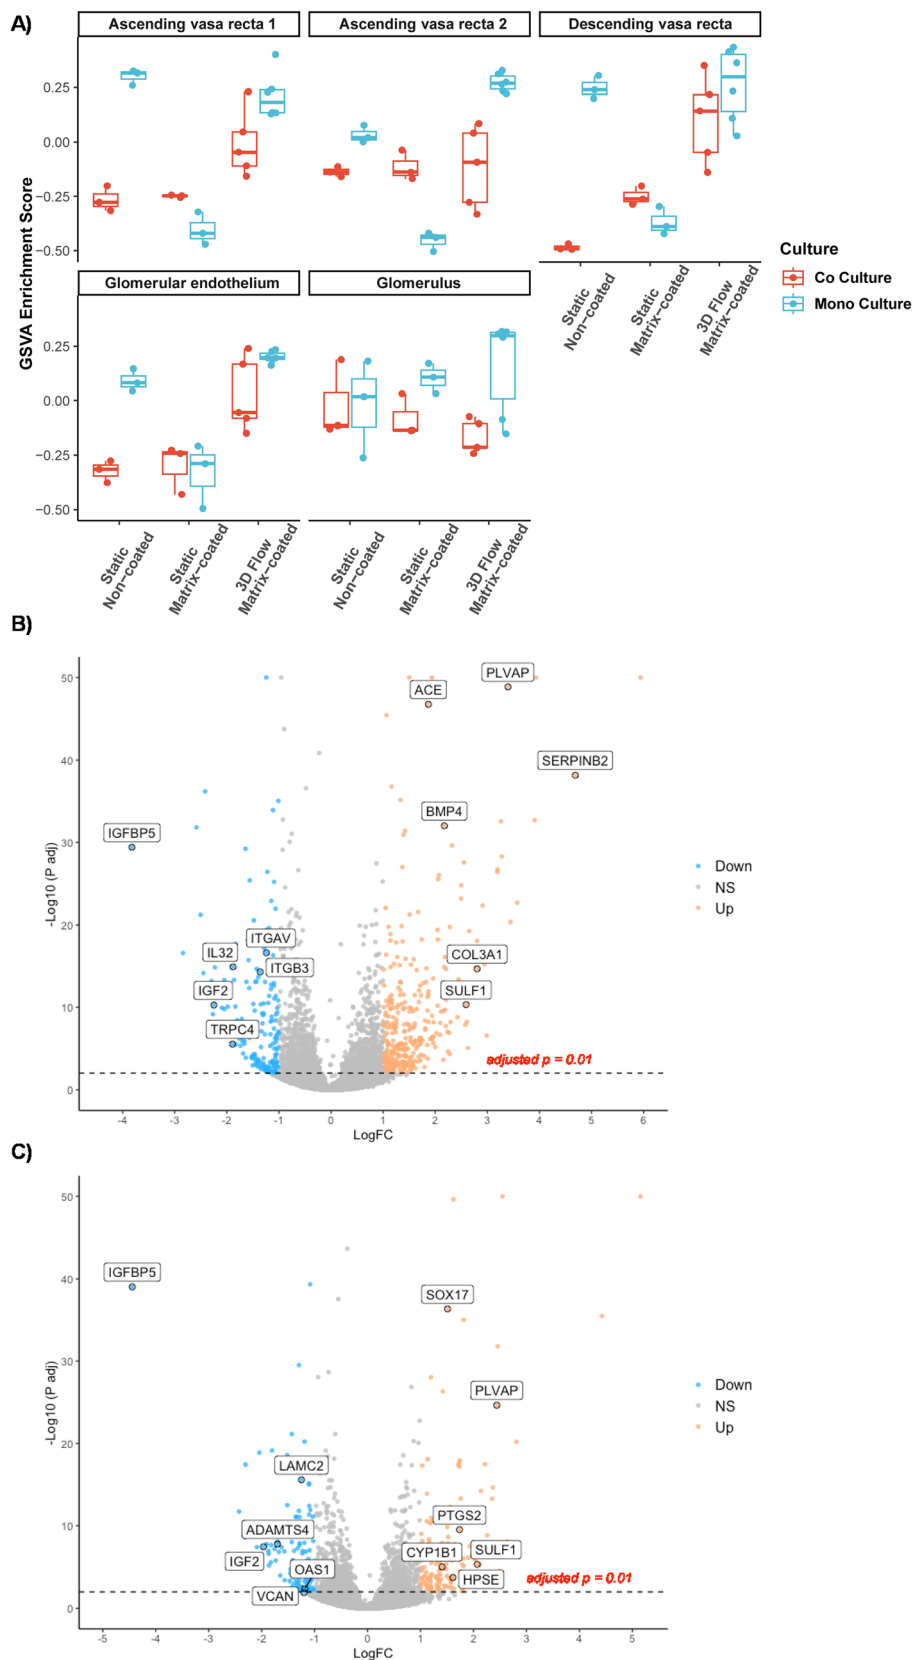 A)
Ascending vasa recta 1
Ascending vasa recta 2
Descending vasa recta
0.25
0.00
−0.25
−0.50
Glomerular endothelium
Glomerulus
0.25
0.00
−0.25
−0.50
GSVA Enrichment Score
Static
Non−coated
Static
Matrix−coated
3D Flow
Matrix−coated
Static
Non−coated
Static
Matrix−coated
3D Flow
Matrix−coated
Static
Non−coated
Static
Matrix−coated
3D Flow
Matrix−coated
Culture
Co Culture
Mono Culture
B)
50
40
30
20
10
0
-Log10 (P adj)
PLVAP
ACE
SERPINB2
BMP4
IGFBP5
ITGAV
IL32
ITGB3
COL3A1
IGF2
SULF1
TRPC4
adjusted p = 0.01
-4
-3
-2
-1
0
1
2
3
4
5
6
LogFC
Down
NS
Up
C)
50
40
30
20
10
0
-Log10 (P adj)
IGFBP5
SOX17
PLVAP
LAMC2
PTGS2
ADAMTS4
CYP1B1
SULF1
IGF2
OAS1
HPSE
VCAN
adjusted p = 0.01
-5
-4
-3
-2
-1
0
1
2
3
4
5
LogFC
Down
NS
Up